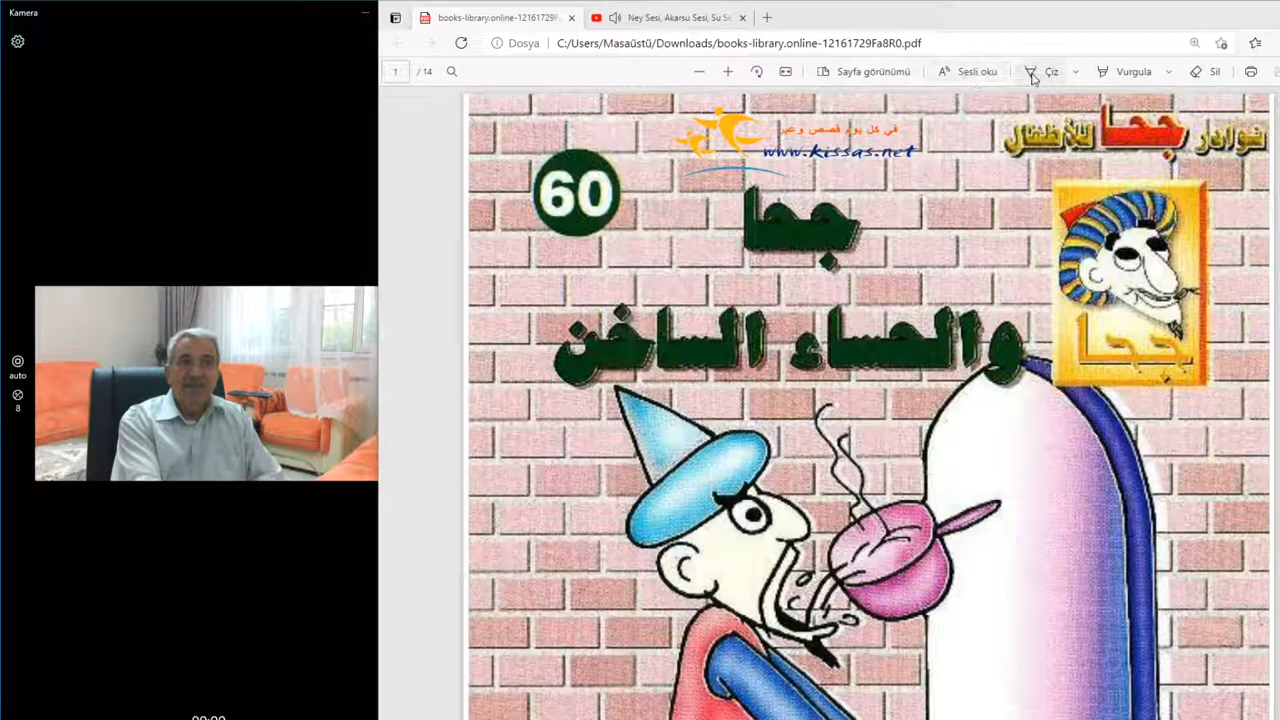 Kamera
books-library.online-12161729F
Ney Sesi, Akarsu Sesi, Su Se
Dosya
C:/Users/Masaüstü/Downloads/books-library.online-12161729Fa8R0.pdf
1 / 14
Sayfa görünümü
Sesli oku
Çiz
Vurgula
Sil
في كل يوم قصص وعبر
www.kissas.net
نوادر جحا للأطفال
60
جحا
والحساء الساخن
جحا
auto
8